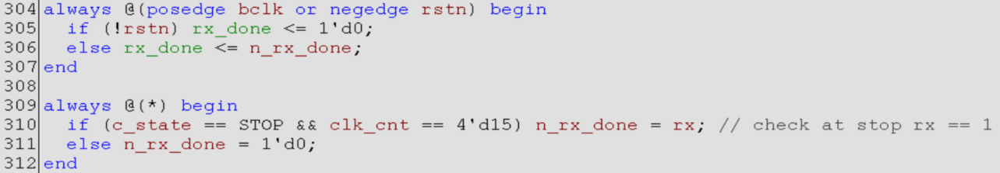 304 always @(posedge bclk or negedge rstn) begin
305   if (!rstn) rx_done <= 1'd0;
306   else rx_done <= n_rx_done;
307 end
308
309 always @(*) begin
310   if (c_state == STOP && clk_cnt == 4'd15) n_rx_done = rx; // check at stop rx == 1
311   else n_rx_done = 1'd0;
312 end